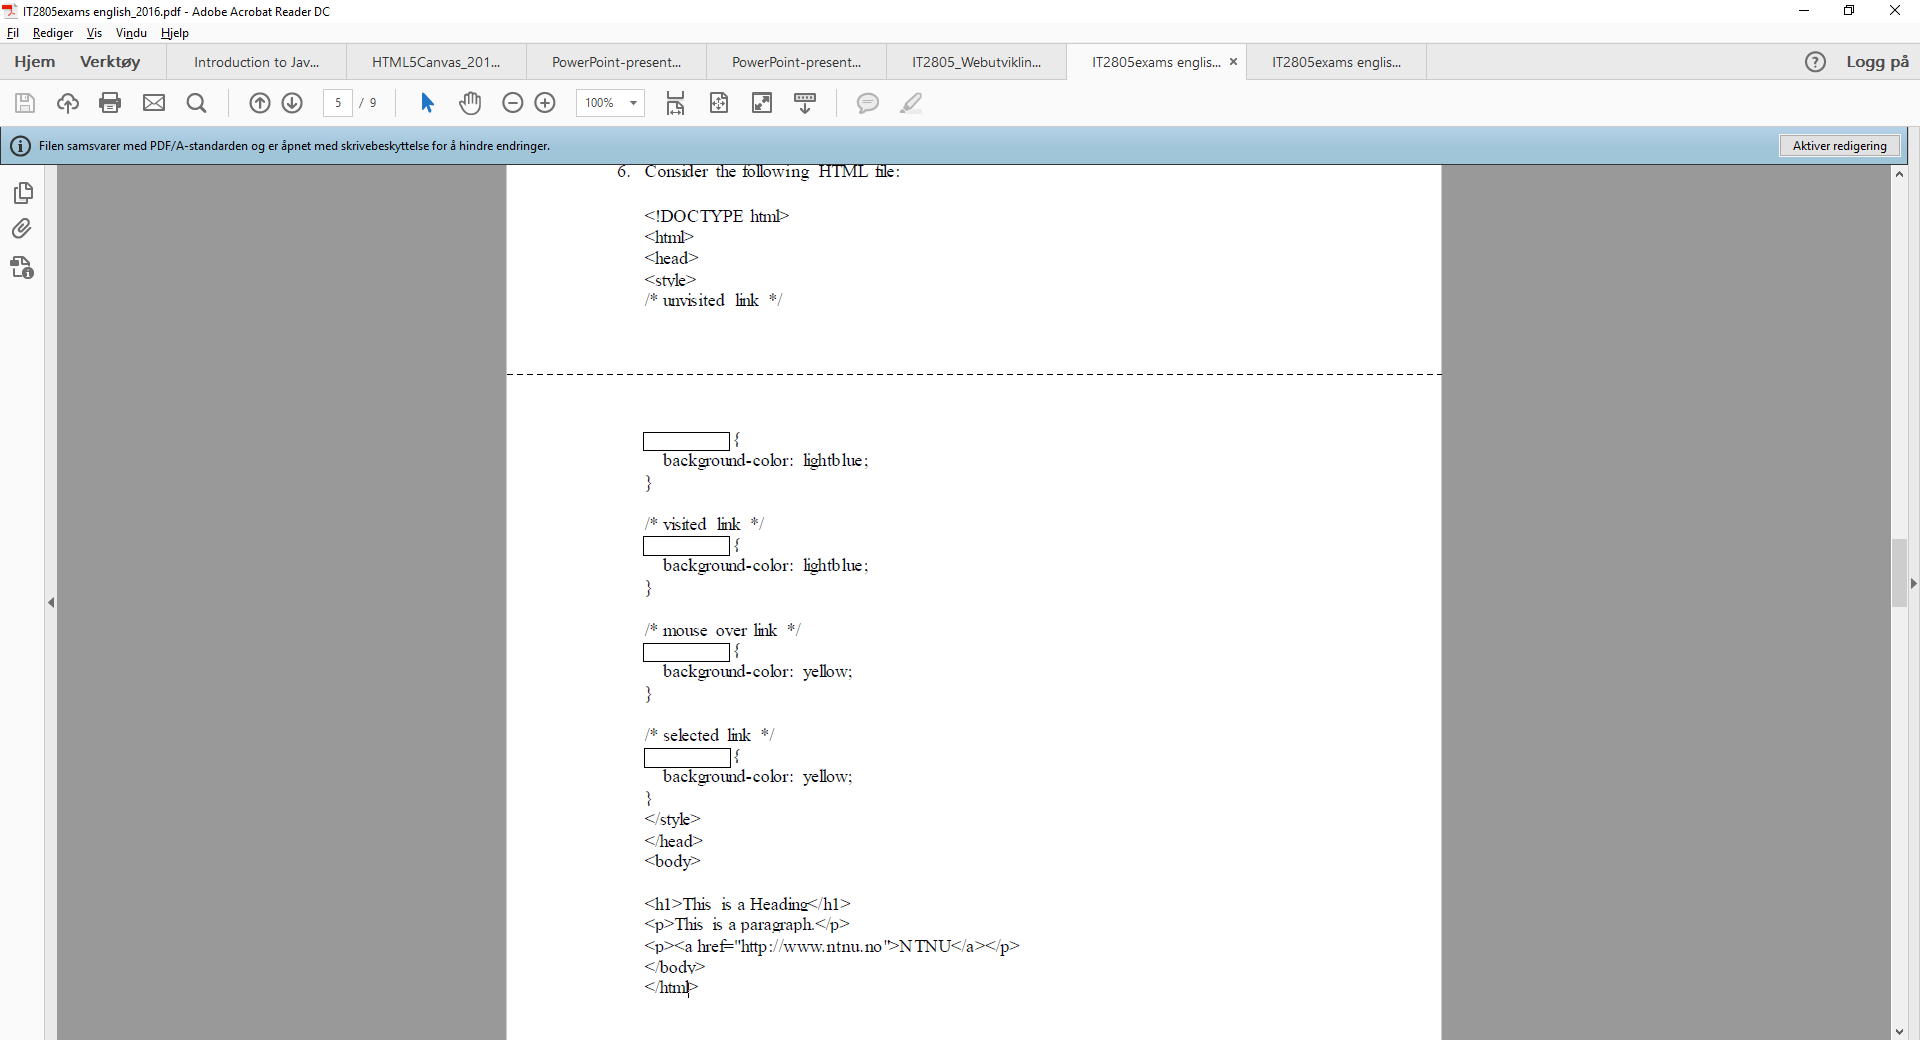 IT2805exams english_2016.pdf - Adobe Acrobat Reader DC
Fil Rediger Vis Vindu Hjelp
Hjem Verktøy Introduction to Jav... HTML5Canvas_201... PowerPoint-present... PowerPoint-present... IT2805_Webutviklin... IT2805exams englis... × IT2805exams englis... ? Logg på
5 / 9 100%
Filen samsvarer med PDF/A-standarden og er åpnet med skrivebeskyttelse for å hindre endringer. Aktiver redigering
6. Consider the following HTML file:
<!DOCTYPE html>
<html>
<head>
<style>
/* unvisited link */
{
background-color: lightblue;
}
/* visited link */
{
background-color: lightblue;
}
/* mouse over link */
{
background-color: yellow;
}
/* selected link */
{
background-color: yellow;
}
</style>
</head>
<body>
<h1>This is a Heading</h1>
<p>This is a paragraph.</p>
<p><a href="http://www.ntnu.no">NTNU</a></p>
</body>
</html>